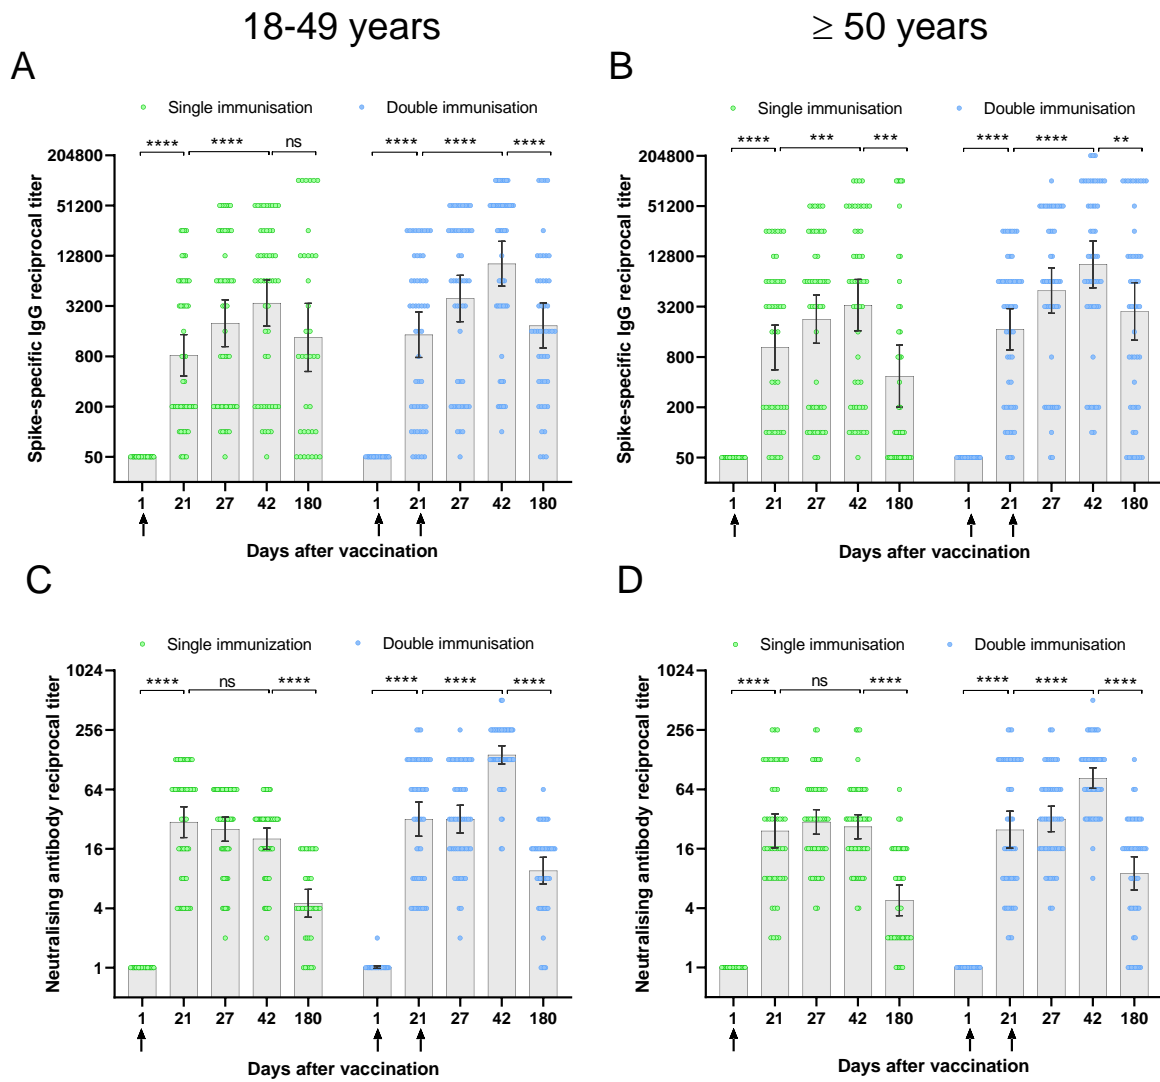 18-49 years
≥ 50 years
A
Single immunisation Double immunisation
**** **** ns **** **** ****
204800
51200
12800
3200
800
200
50
Spike-specific IgG reciprocal titer
1 21 27 42 180 1 21 27 42 180
Days after vaccination
B
Single immunisation Double immunisation
**** *** *** **** **** **
204800
51200
12800
3200
800
200
50
Spike-specific IgG reciprocal titer
1 21 27 42 180 1 21 27 42 180
Days after vaccination
C
Single immunization Double immunisation
**** ns **** **** **** ****
1024
256
64
16
4
1
Neutralising antibody reciprocal titer
1 21 27 42 180 1 21 27 42 180
Days after vaccination
D
Single immunisation Double immunisation
**** ns **** **** **** ****
1024
256
64
16
4
1
Neutralising antibody reciprocal titer
1 21 27 42 180 1 21 27 42 180
Days after vaccination